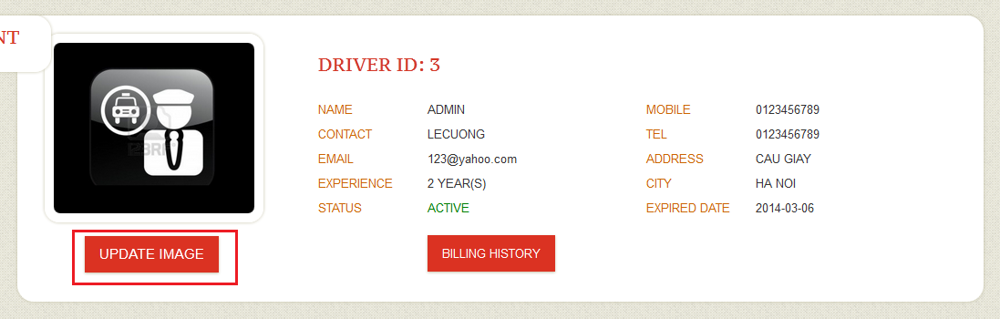 NT
DRIVER ID: 3
NAME ADMIN MOBILE 0123456789
CONTACT LECUONG TEL 0123456789
EMAIL 123@yahoo.com ADDRESS CAU GIAY
EXPERIENCE 2 YEAR(S) CITY HA NOI
STATUS ACTIVE EXPIRED DATE 2014-03-06
UPDATE IMAGE BILLING HISTORY